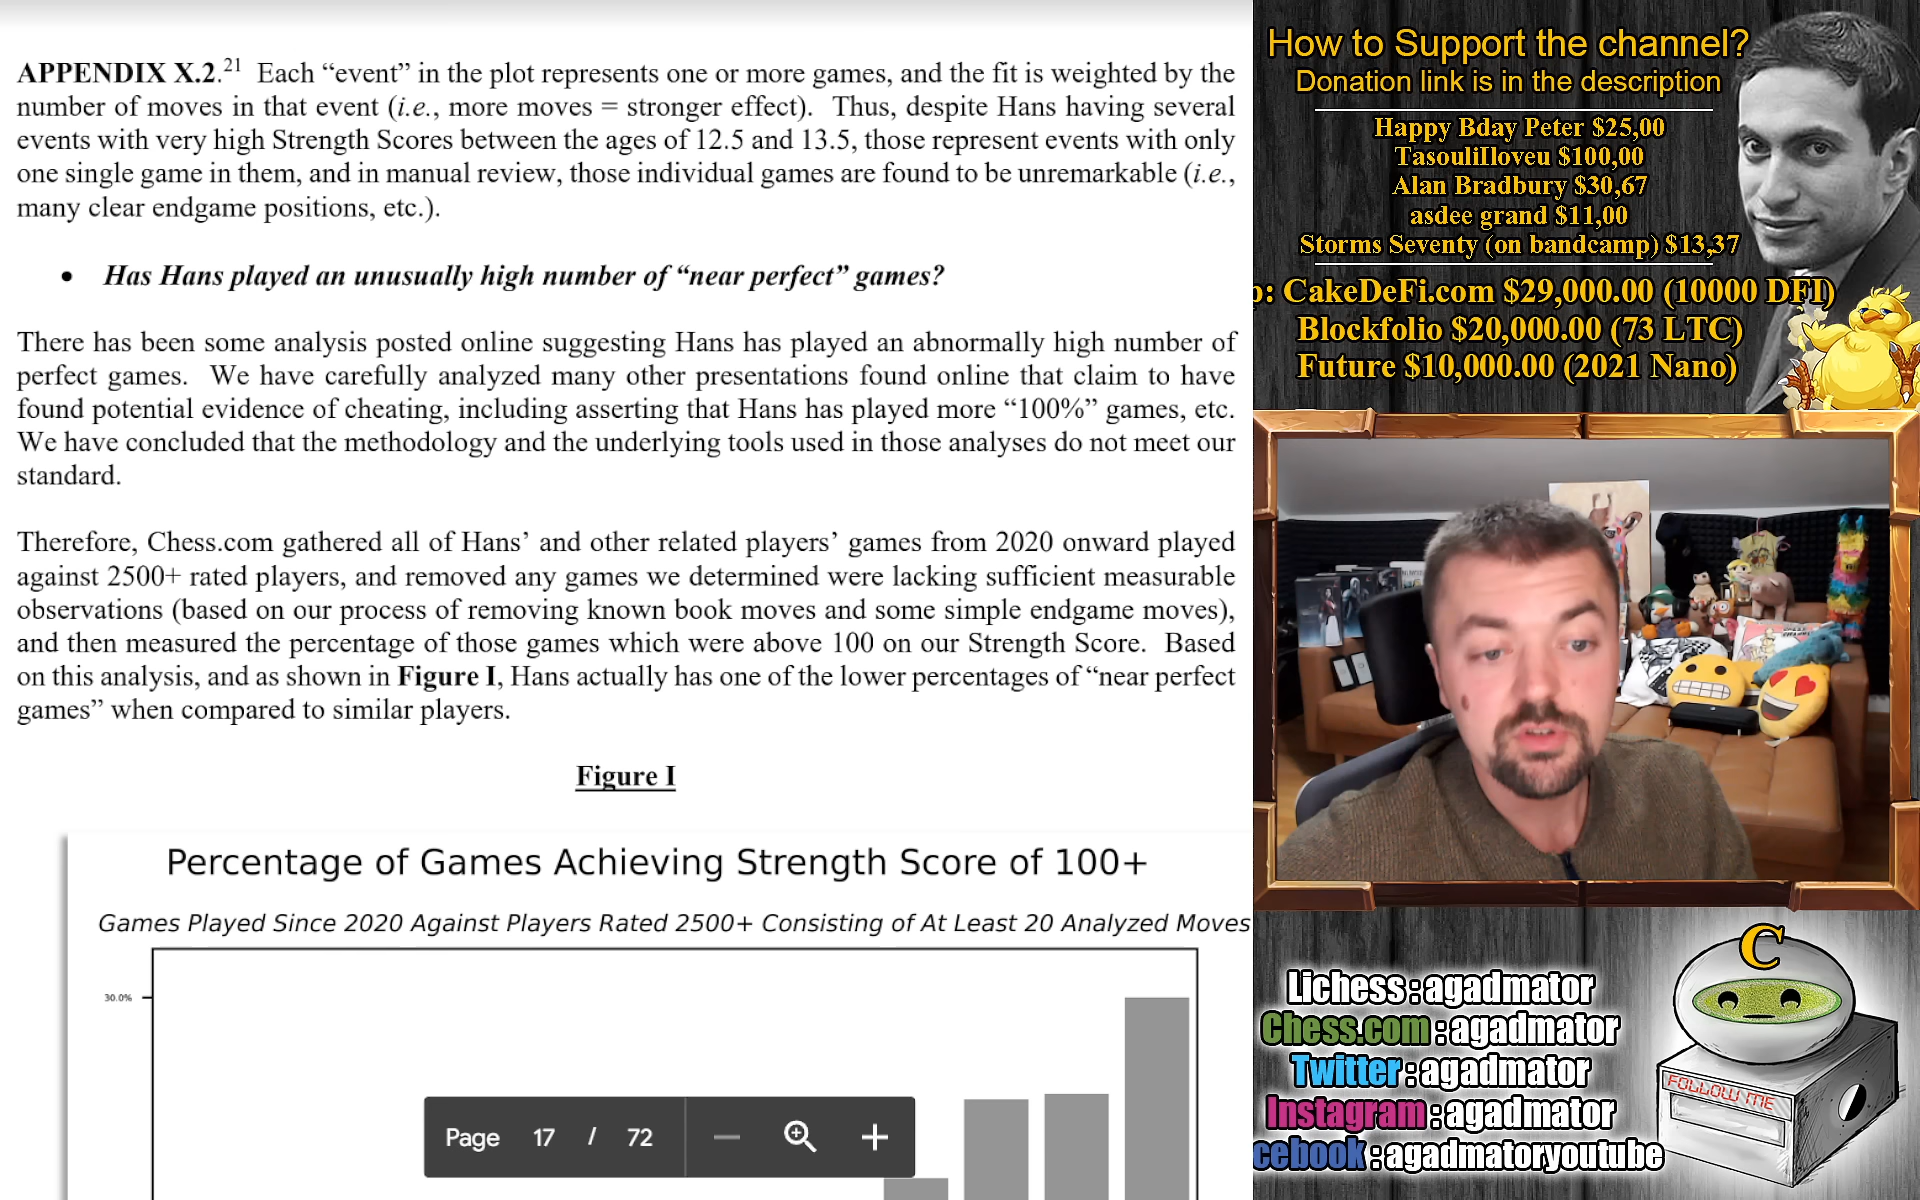 APPENDIX X.2.21 Each “event” in the plot represents one or more games, and the fit is weighted by the
number of moves in that event (i.e., more moves = stronger effect). Thus, despite Hans having several
events with very high Strength Scores between the ages of 12.5 and 13.5, those represent events with only
one single game in them, and in manual review, those individual games are found to be unremarkable (i.e.,
many clear endgame positions, etc.).
• Has Hans played an unusually high number of “near perfect” games?
There has been some analysis posted online suggesting Hans has played an abnormally high number of
perfect games. We have carefully analyzed many other presentations found online that claim to have
found potential evidence of cheating, including asserting that Hans has played more “100%” games, etc.
We have concluded that the methodology and the underlying tools used in those analyses do not meet our
standard.
Therefore, Chess.com gathered all of Hans’ and other related players’ games from 2020 onward played
against 2500+ rated players, and removed any games we determined were lacking sufficient measurable
observations (based on our process of removing known book moves and some simple endgame moves),
and then measured the percentage of those games which were above 100 on our Strength Score. Based
on this analysis, and as shown in Figure I, Hans actually has one of the lower percentages of “near perfect
games” when compared to similar players.
Figure I
Percentage of Games Achieving Strength Score of 100+
Games Played Since 2020 Against Players Rated 2500+ Consisting of At Least 20 Analyzed Moves
30.0%
Page 17 / 72
How to Support the channel?
Donation link is in the description
Happy Bday Peter $25,00
TasouliIloveu $100,00
Alan Bradbury $30,67
asdee grand $11,00
Storms Seventy (on bandcamp) $13,37
: CakeDeFi.com $29,000.00 (10000 DFI)
Blockfolio $20,000.00 (73 LTC)
Future $10,000.00 (2021 Nano)
C
Lichess:agadmator
Chess.com:agadmator
Twitter:agadmator
Instagram:agadmator
cebook:agadmatoryoutube
FOLLOW ME